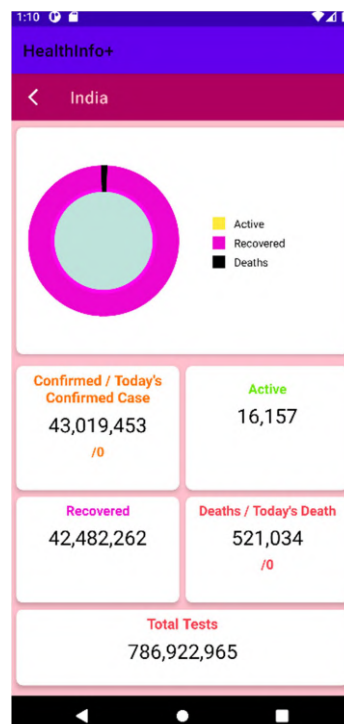 1:10
HealthInfo+
India
Active
Recovered
Deaths
Confirmed / Today's
Confirmed Case
43,019,453
/0
Active
16,157
Recovered
42,482,262
Deaths / Today's Death
521,034
/0
Total Tests
786,922,965